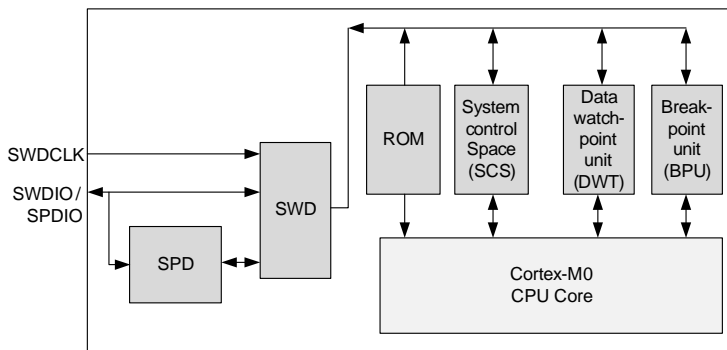 SWDCLK
SWDIO/
SPDIO
SPD
SWD
ROM
System
control
Space
(SCS)
Data
watch-
point
unit
(DWT)
Break-
point
unit
(BPU)
Cortex-M0
CPU Core